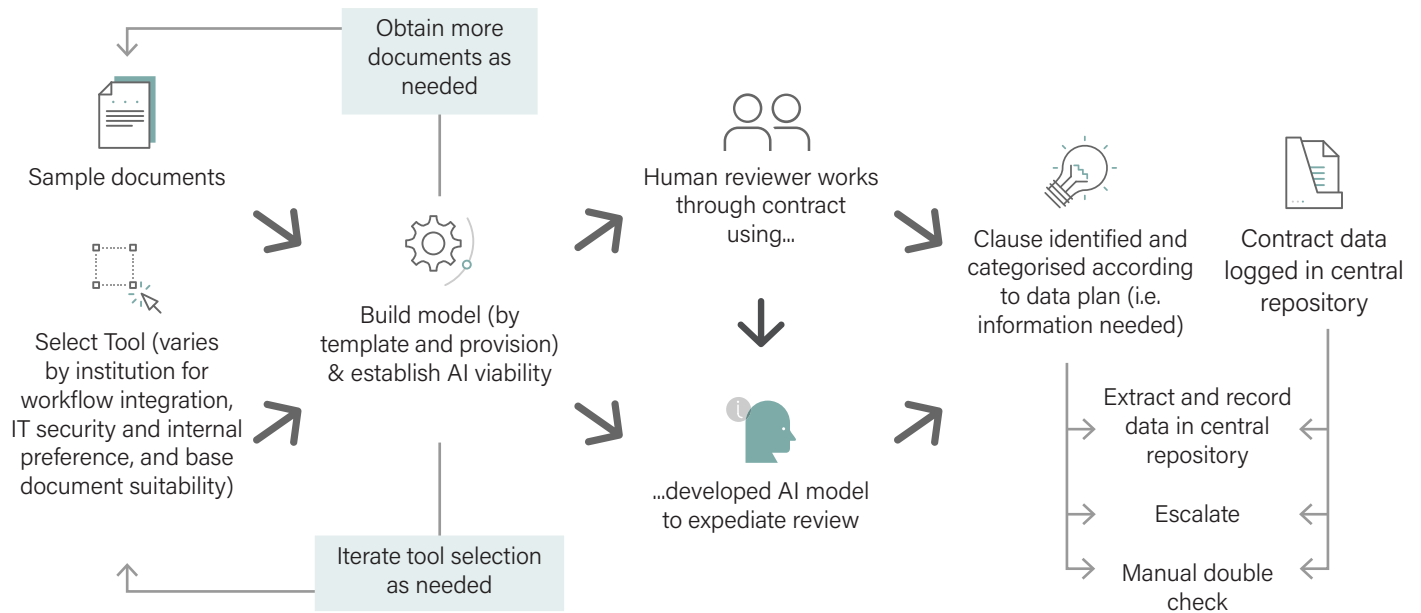 Obtain more
documents as
needed
Sample documents
Select Tool (varies
by institution for
workflow integration,
IT security and internal
preference, and base
document suitability)
Build model (by
template and provision)
& establish AI viability
Iterate tool selection
as needed
Human reviewer works
through contract
using...
i
...developed AI model
to expediate review
Clause identified and
categorised according
to data plan (i.e.
information needed)
Contract data
logged in central
repository
Extract and record
data in central
repository
Escalate
Manual double
check